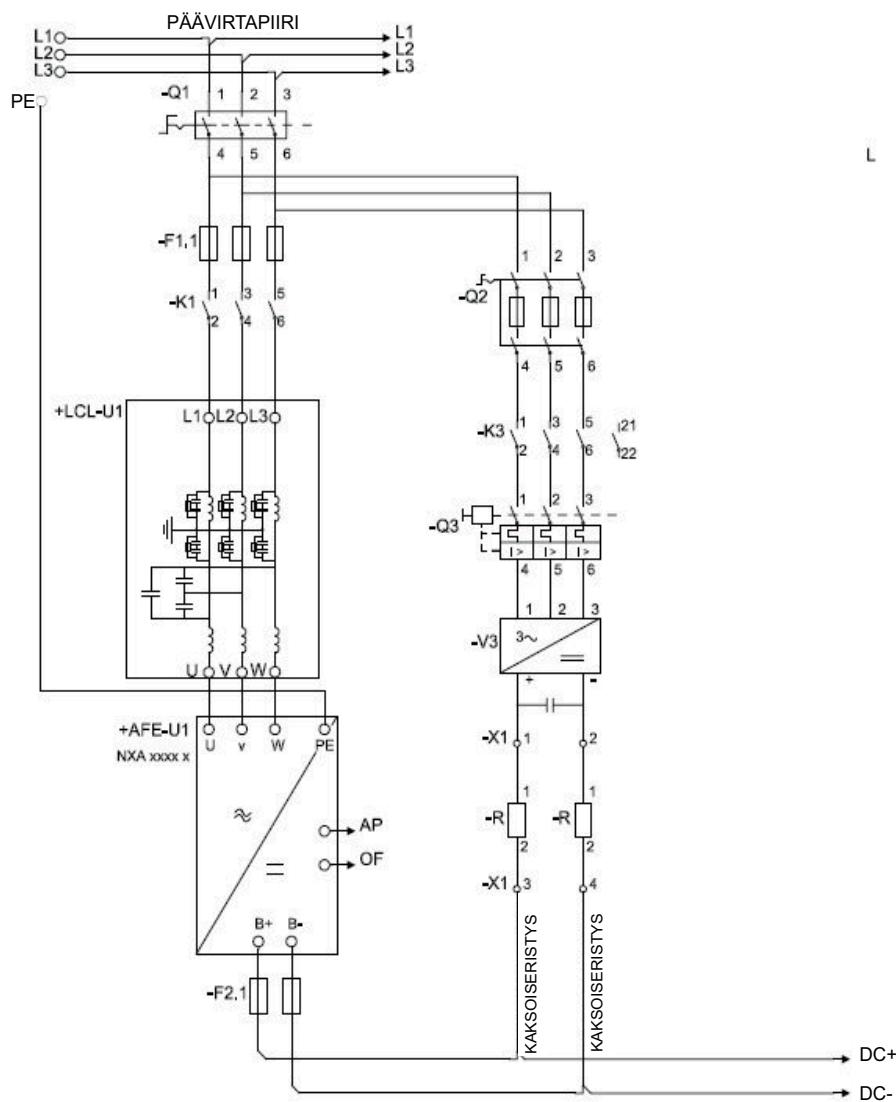 PÄÄVIRTAPIIRI
L1 L1
L2 L2
L3 L3
PE
-Q1 1 2 3
4 5 6
L
-F1.1
1 2 3
-Q2
-K1 1 3 5
2 4 6
4 5 6
+LCL-U1 L1 L2 L3
-K3 1 3 5 21
2 4 6 22
1 2 3
-Q3
I> I> I>
4 5 6
1 2 3
-V3 3~
+ -
U V W
+AFE-U1
NXA xxxx x
U v W PE
-X1 1 2
1 1
-R -R
2 2
AP
OF
-X1 3 4
B+ B-
KAKSOISERISTYS
KAKSOISERISTYS
-F2.1
DC+
DC-